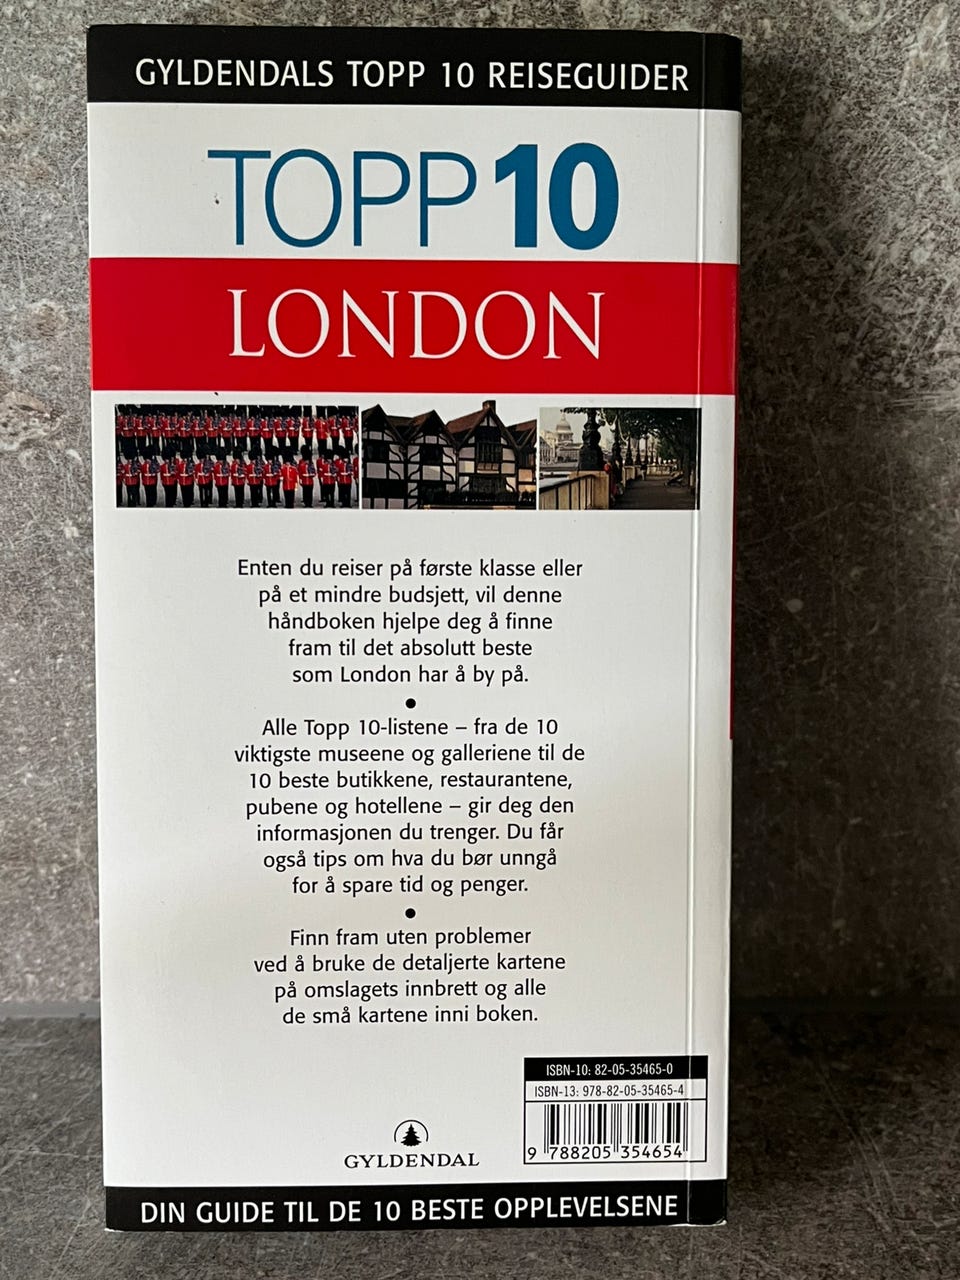 GYLDENDALS TOPP 10 REISEGUIDER
TOPP 10
LONDON
Enten du reiser på første klasse eller
på et mindre budsjett, vil denne
håndboken hjelpe deg å finne
fram til det absolutt beste
som London har å by på.
•
Alle Topp 10-listene – fra de 10
viktigste museene og galleriene til de
10 beste butikkene, restaurantene,
pubene og hotellene – gir deg den
informasjonen du trenger. Du får
også tips om hva du bør unngå
for å spare tid og penger.
•
Finn fram uten problemer
ved å bruke de detaljerte kartene
på omslagets innbrett og alle
de små kartene inni boken.
ISBN-10: 82-05-35465-0
ISBN-13: 978-82-05-35465-4
9 788205 354654
GYLDENDAL
DIN GUIDE TIL DE 10 BESTE OPPLEVELSENE